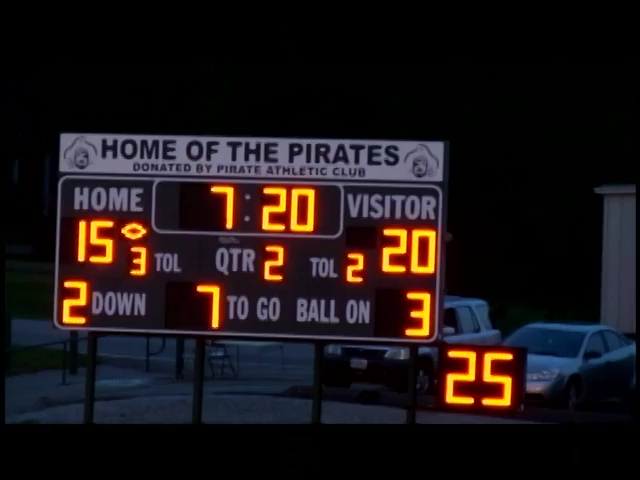 HOME OF THE PIRATES
DONATED BY PIRATE ATHLETIC CLUB
HOME 7:20 VISITOR
15 3 TOL QTR 2 TOL 2 20
2 DOWN 7 TO GO BALL ON 3
25